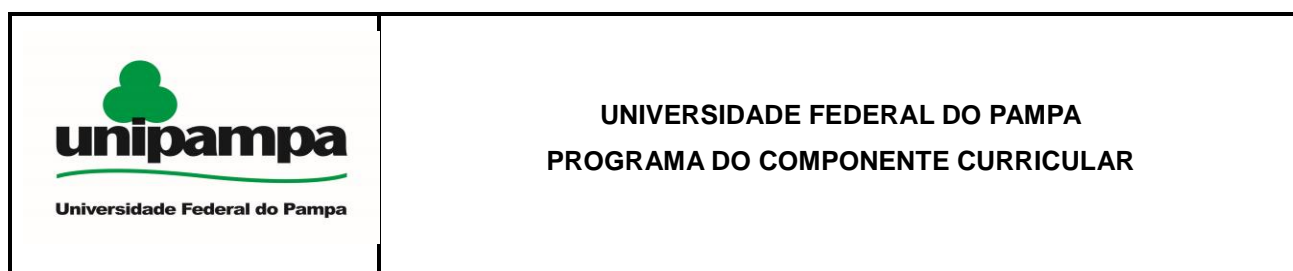 unipampa
Universidade Federal do Pampa
UNIVERSIDADE FEDERAL DO PAMPA
PROGRAMA DO COMPONENTE CURRICULAR